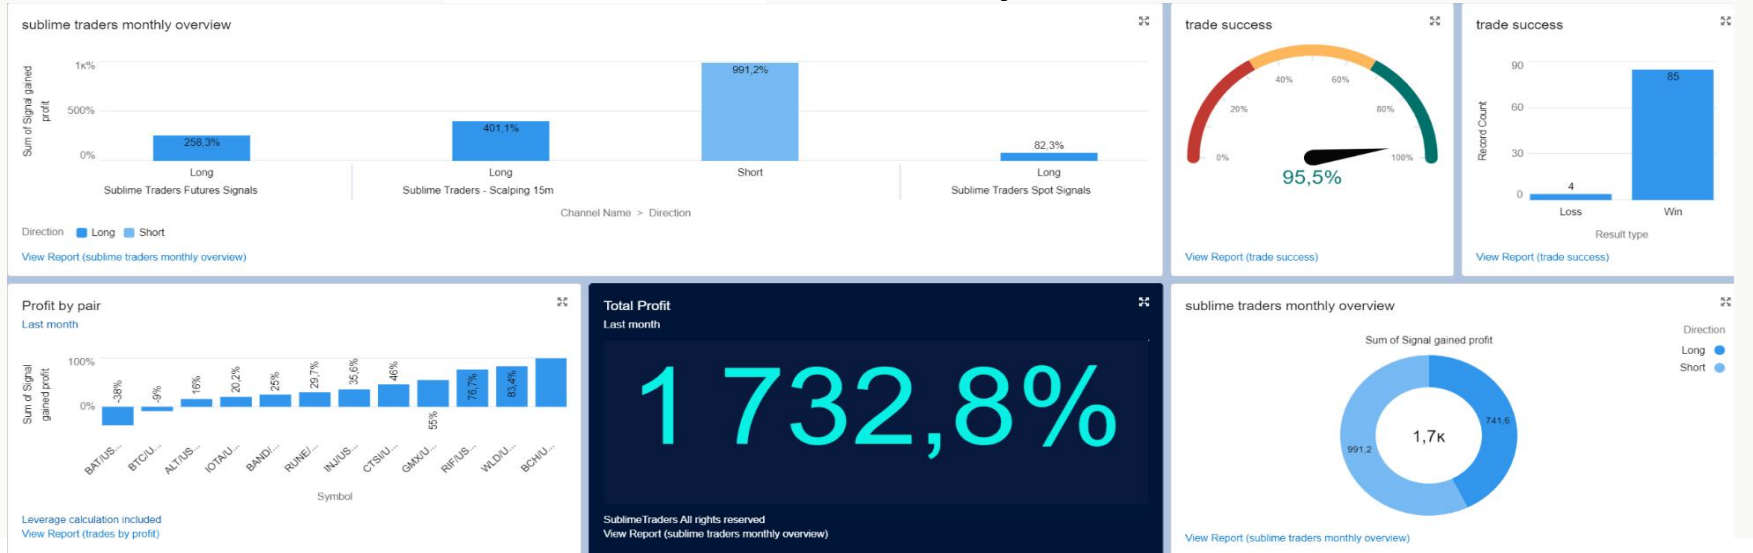 sublime traders monthly overview
Sum of Signal gained profit
1к%
500%
0%
258,3%
401,1%
991,2%
82,3%
Long
Long
Short
Long
Sublime Traders Futures Signals
Sublime Traders - Scalping 15m
Sublime Traders Spot Signals
Channel Name > Direction
Direction Long Short
View Report (sublime traders monthly overview)
trade success
0%
20%
40%
60%
80%
100%
95,5%
View Report (trade success)
trade success
Record Count
90
60
30
0
4
85
Loss
Win
Result type
View Report (trade success)
Profit by pair
Last month
Sum of Signal gained profit
100%
0%
-38%
-9%
16%
20,2%
25%
29,7%
35,6%
46%
55%
76,7%
83,4%
BAT/US...
BTC/U...
ALT/US...
IOTA/U...
BAND/...
RUNE/...
INJ/US...
CTSI/U...
GMX/U...
RIF/US...
WLD/U...
BCH/U...
Symbol
Leverage calculation included
View Report (trades by profit)
Total Profit
Last month
1 732,8%
SublimeTraders All rights reserved
View Report (sublime traders monthly overview)
sublime traders monthly overview
Direction
Long
Short
Sum of Signal gained profit
741,6
991,2
1,7к
View Report (sublime traders monthly overview)